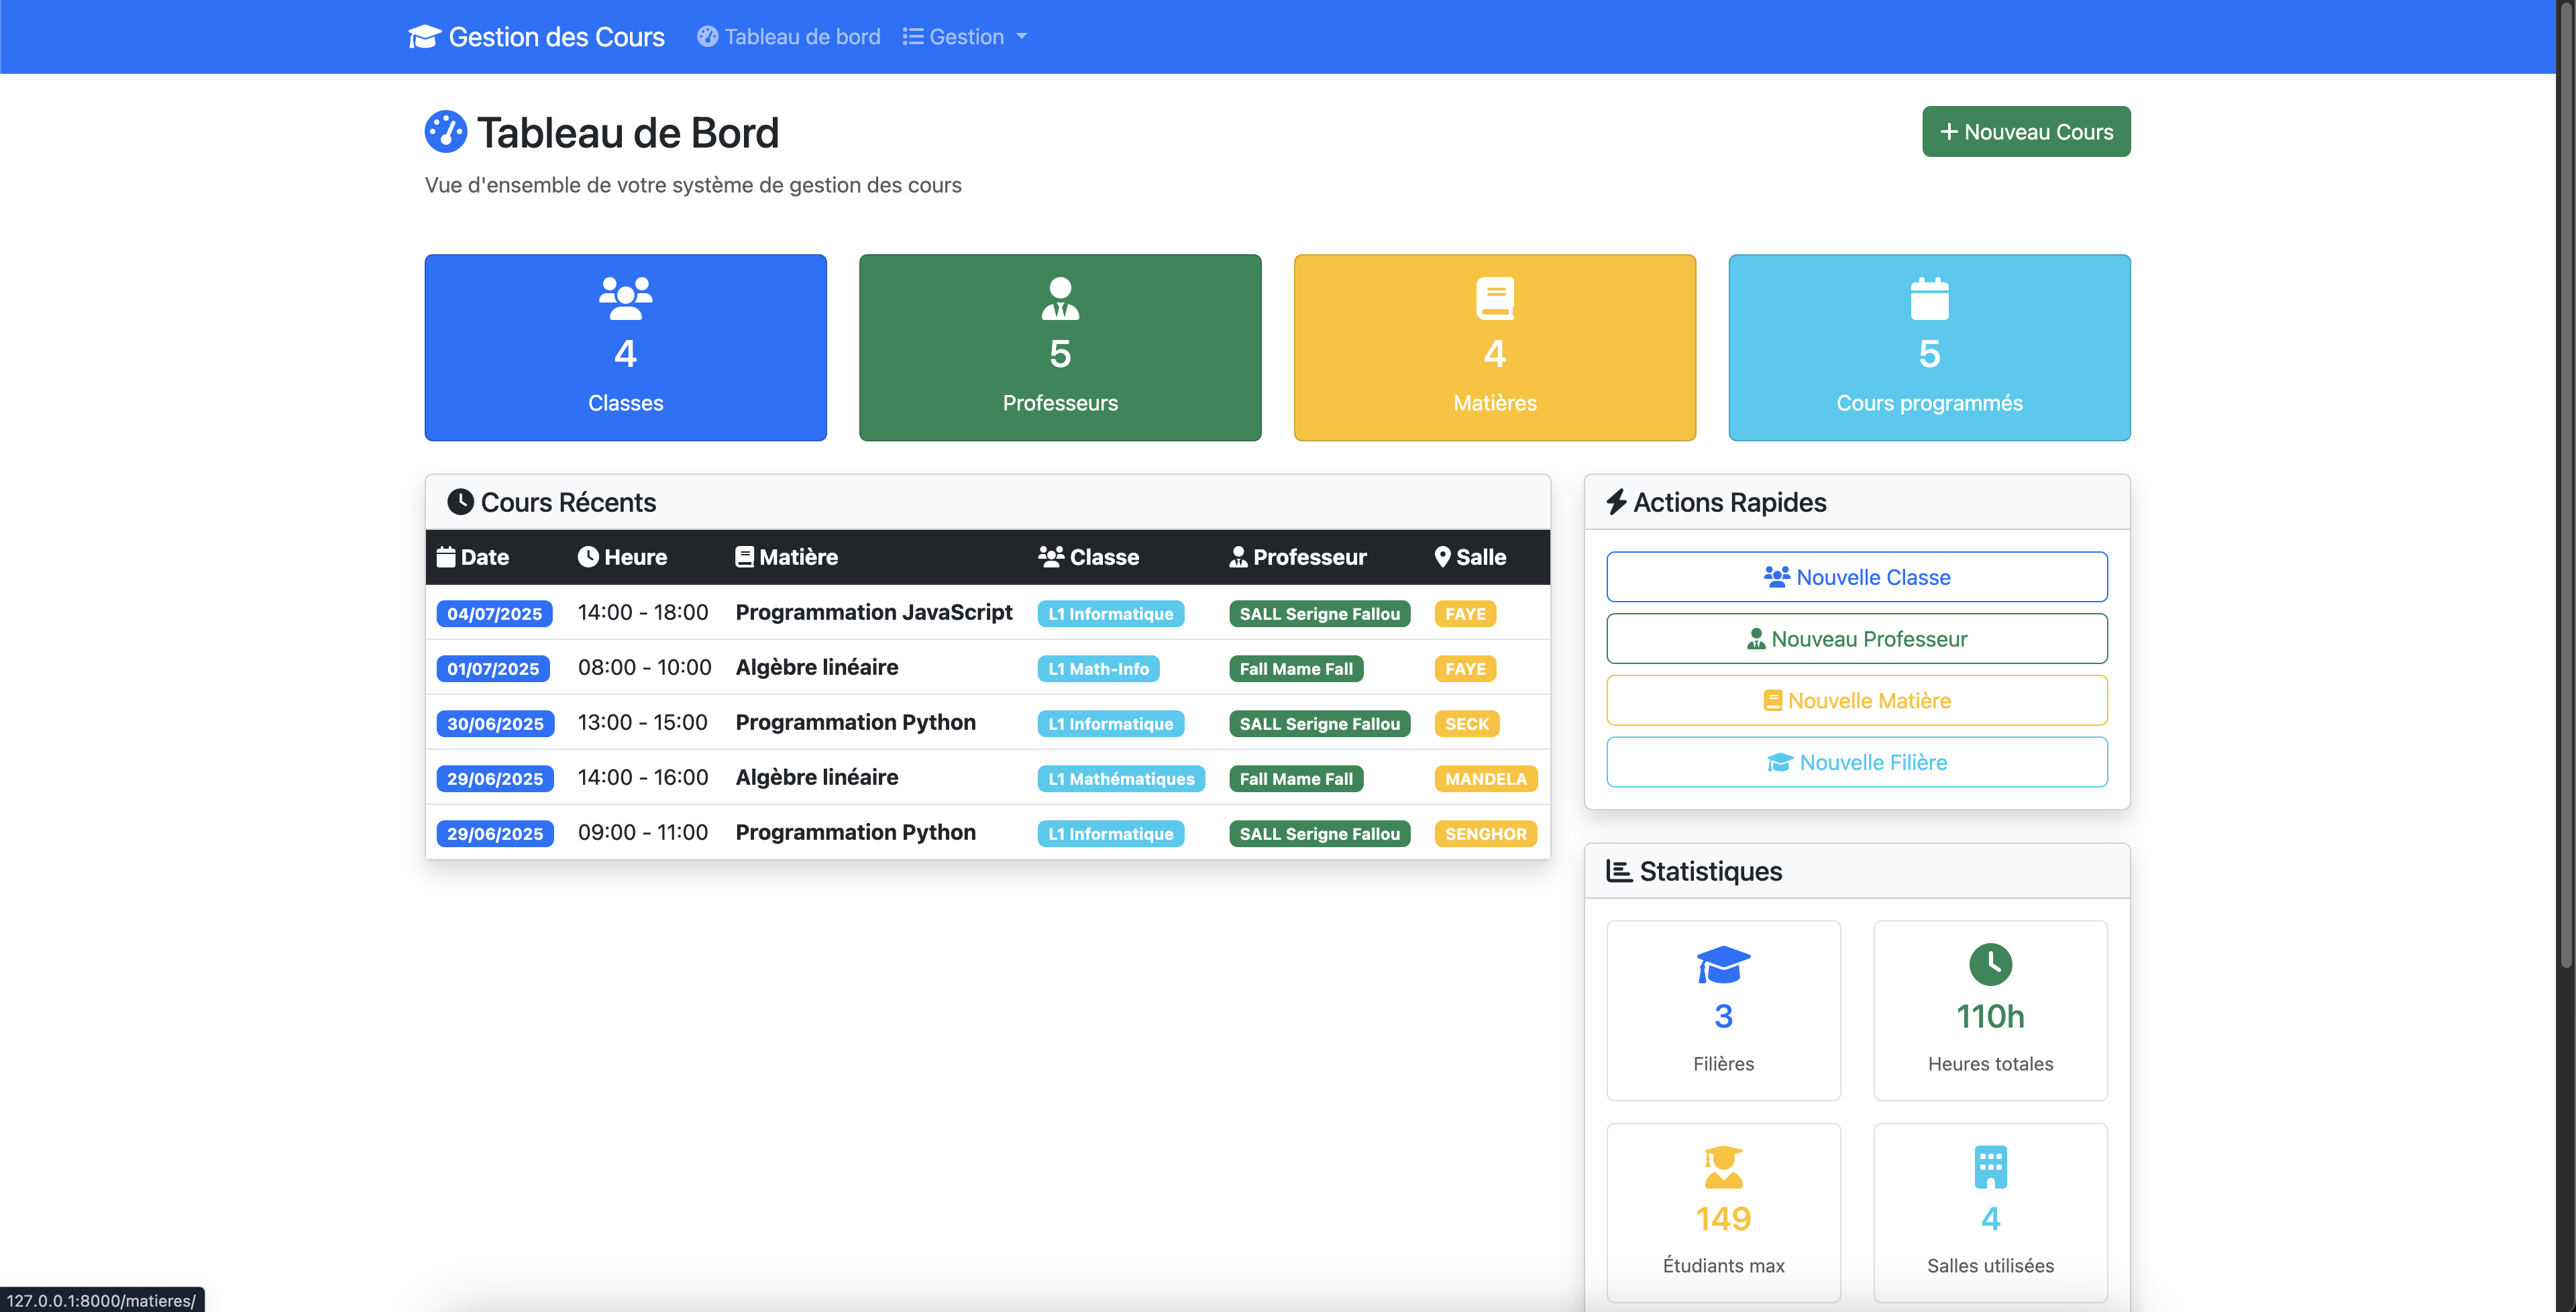 Gestion des Cours Tableau de bord Gestion
Tableau de Bord
Nouveau Cours
Vue d'ensemble de votre système de gestion des cours
4
Classes
5
Professeurs
4
Matières
5
Cours programmés
Cours Récents
Date Heure Matière Classe Professeur Salle
04/07/2025 14:00 - 18:00 Programmation JavaScript L1 Informatique SALL Serigne Fallou FAYE
01/07/2025 08:00 - 10:00 Algèbre linéaire L1 Math-Info Fall Mame Fall FAYE
30/06/2025 13:00 - 15:00 Programmation Python L1 Informatique SALL Serigne Fallou SECK
29/06/2025 14:00 - 16:00 Algèbre linéaire L1 Mathématiques Fall Mame Fall MANDELA
29/06/2025 09:00 - 11:00 Programmation Python L1 Informatique SALL Serigne Fallou SENGHOR
Actions Rapides
Nouvelle Classe
Nouveau Professeur
Nouvelle Matière
Nouvelle Filière
Statistiques
3
Filières
110h
Heures totales
149
Étudiants max
4
Salles utilisées
127.0.0.1:8000/matieres/